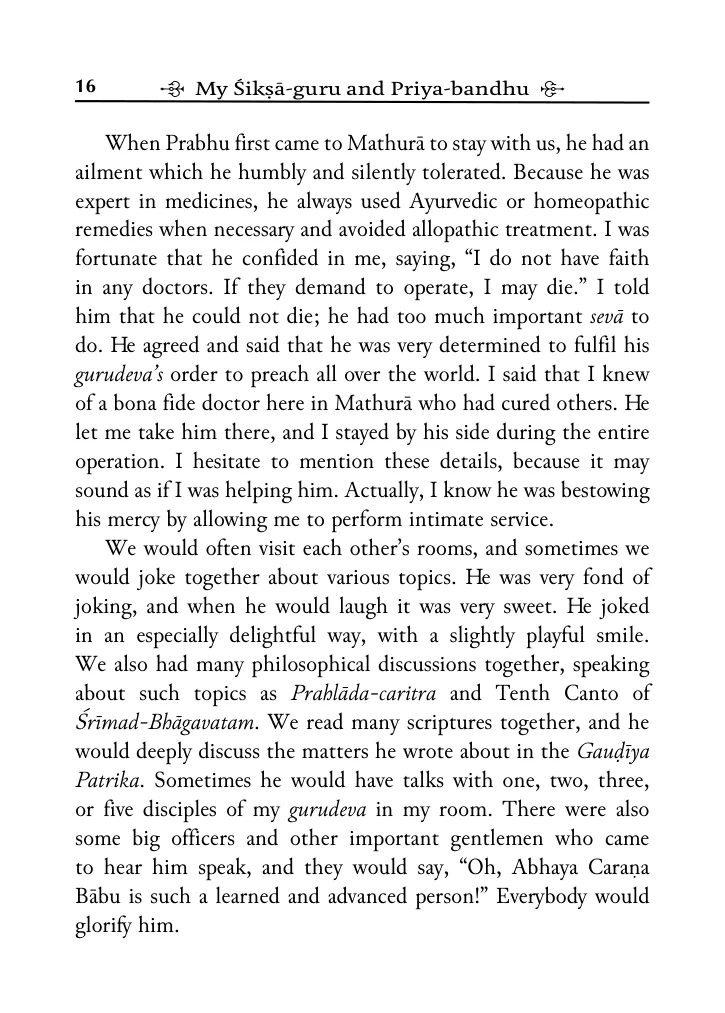 16
My Śikṣā-guru and Priya-bandhu
When Prabhu first came to Mathurā to stay with us, he had an
ailment which he humbly and silently tolerated. Because he was
expert in medicines, he always used Ayurvedic or homeopathic
remedies when necessary and avoided allopathic treatment. I was
fortunate that he confided in me, saying, “I do not have faith
in any doctors. If they demand to operate, I may die.” I told
him that he could not die; he had too much important sevā to
do. He agreed and said that he was very determined to fulfil his
gurudeva’s order to preach all over the world. I said that I knew
of a bona fide doctor here in Mathurā who had cured others. He
let me take him there, and I stayed by his side during the entire
operation. I hesitate to mention these details, because it may
sound as if I was helping him. Actually, I know he was bestowing
his mercy by allowing me to perform intimate service.
We would often visit each other’s rooms, and sometimes we
would joke together about various topics. He was very fond of
joking, and when he would laugh it was very sweet. He joked
in an especially delightful way, with a slightly playful smile.
We also had many philosophical discussions together, speaking
about such topics as Prahlāda-caritra and Tenth Canto of
Śrīmad-Bhāgavatam. We read many scriptures together, and he
would deeply discuss the matters he wrote about in the Gauḍīya
Patrika. Sometimes he would have talks with one, two, three,
or five disciples of my gurudeva in my room. There were also
some big officers and other important gentlemen who came
to hear him speak, and they would say, “Oh, Abhaya Caraṇa
Bābu is such a learned and advanced person!” Everybody would
glorify him.